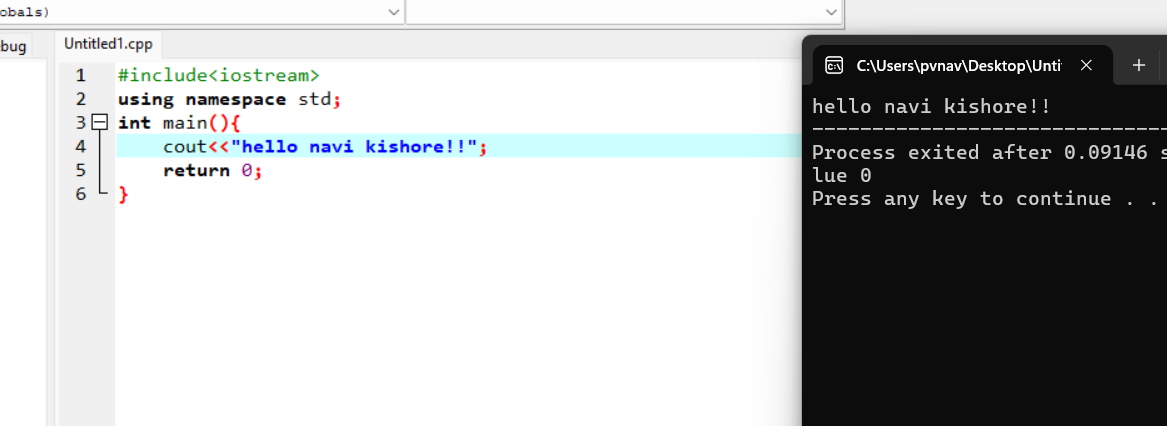 obals)
ebug
Untitled1.cpp
1 #include<iostream>
2 using namespace std;
3 int main(){
4 cout<<"hello navi kishore!!";
5 return 0;
6 }
C:\Users\pvnav\Desktop\Unti
hello navi kishore!!
--------------------------------
Process exited after 0.09146 s
lue 0
Press any key to continue . .